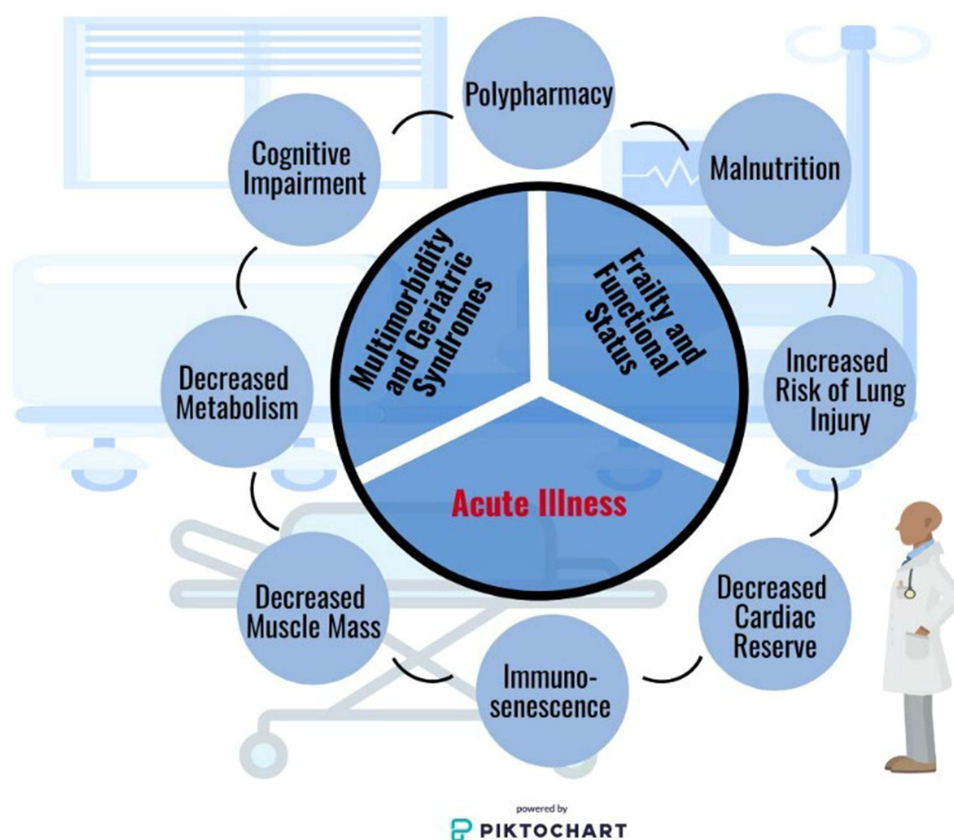 Polypharmacy
Cognitive
Impairment
Malnutrition
Multimorbidity
and Geriatric
Syndromes
Frailty and
Functional
Status
Decreased
Metabolism
Increased
Risk of Lung
Injury
Acute Illness
Decreased
Muscle Mass
Decreased
Cardiac
Reserve
Immuno-
senescence
powered by
PIKTOCHART